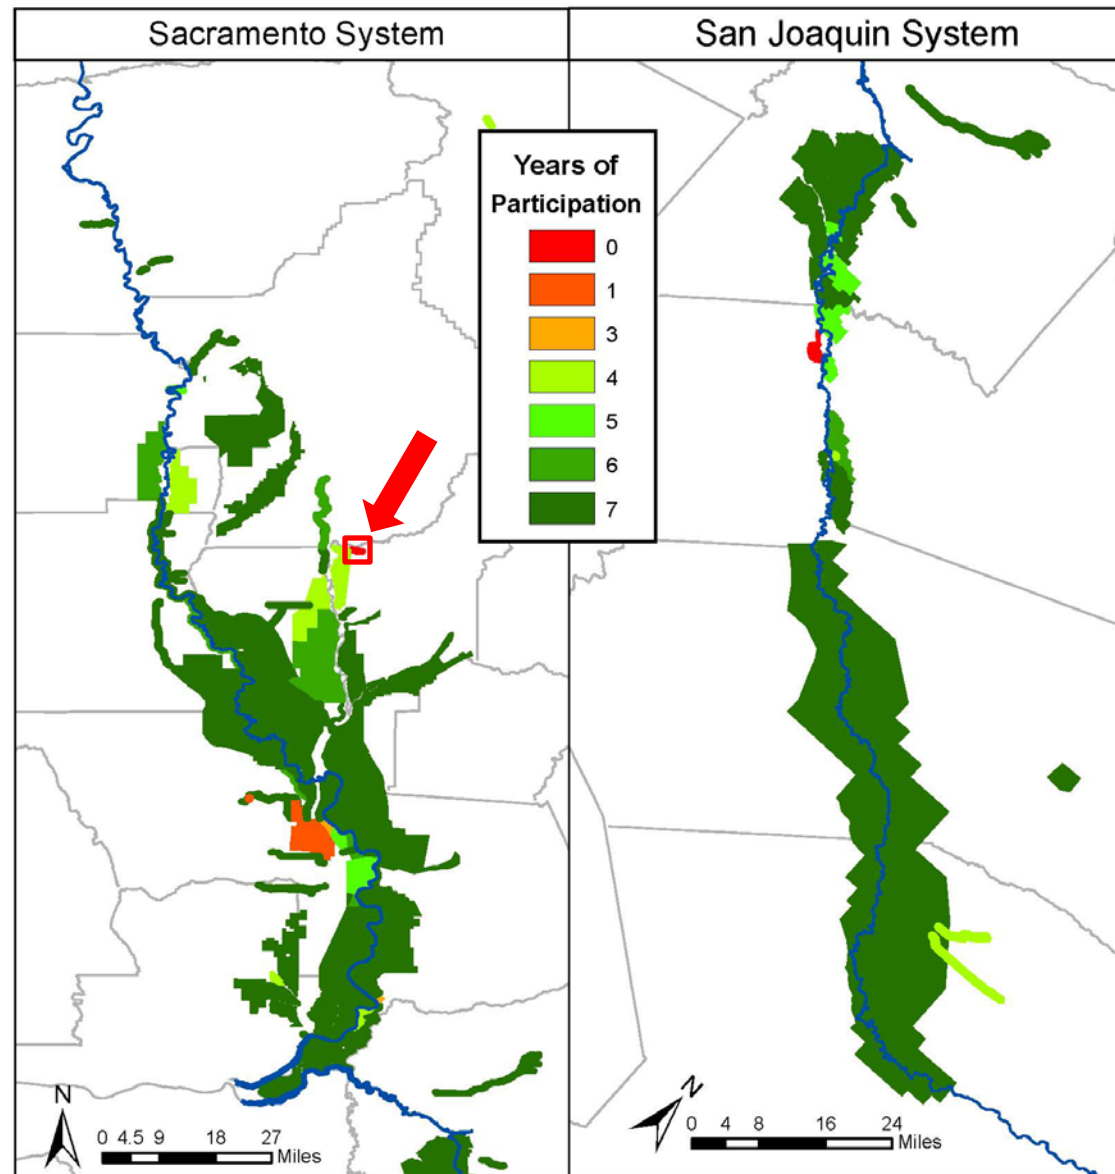 Sacramento System
San Joaquin System
Years of
Participation
0
1
3
4
5
6
7
N
0 4.5 9 18 27
Miles
N
0 4 8 16 24
Miles